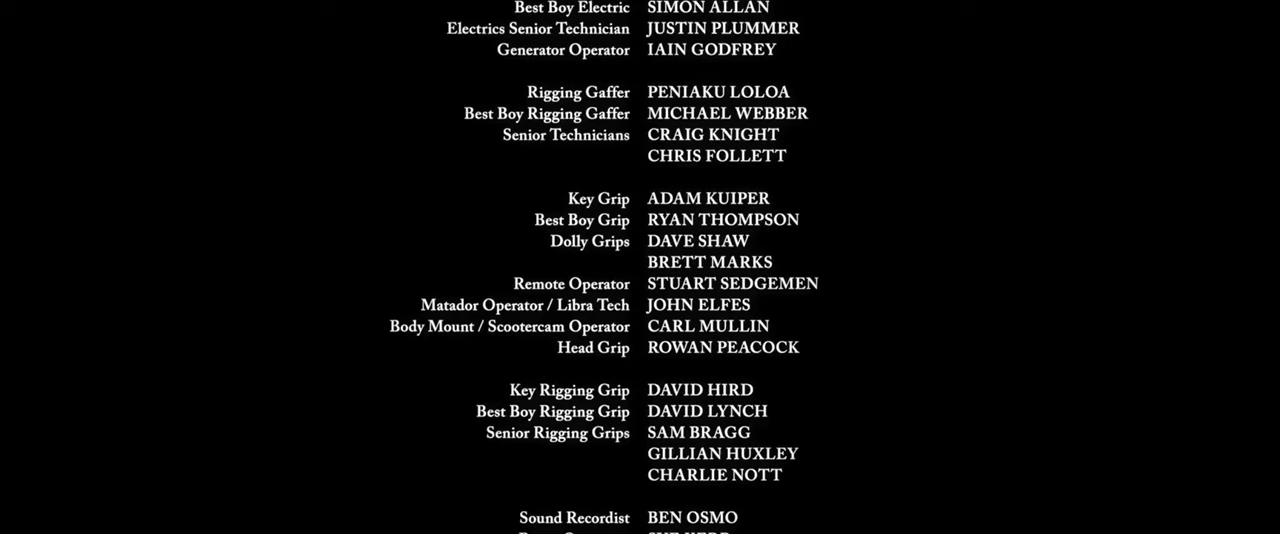 Best Boy Electric SIMON ALLAN
Electrics Senior Technician JUSTIN PLUMMER
Generator Operator IAIN GODFREY
Rigging Gaffer PENIAKU LOLOA
Best Boy Rigging Gaffer MICHAEL WEBBER
Senior Technicians CRAIG KNIGHT
CHRIS FOLLETT
Key Grip ADAM KUIPER
Best Boy Grip RYAN THOMPSON
Dolly Grips DAVE SHAW
BRETT MARKS
Remote Operator STUART SEDGEMEN
Matador Operator / Libra Tech JOHN ELFES
Body Mount / Scootercam Operator CARL MULLIN
Head Grip ROWAN PEACOCK
Key Rigging Grip DAVID HIRD
Best Boy Rigging Grip DAVID LYNCH
Senior Rigging Grips SAM BRAGG
GILLIAN HUXLEY
CHARLIE NOTT
Sound Recordist BEN OSMO